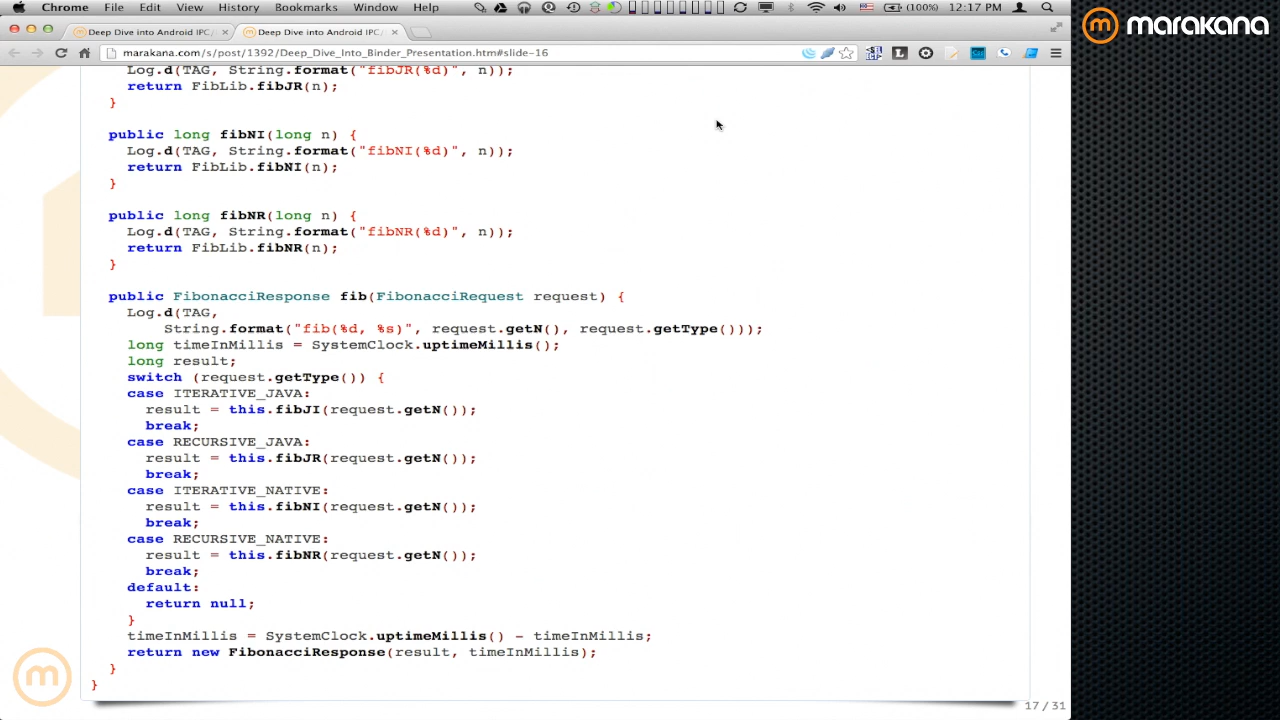 Chrome File Edit View History Bookmarks Window Help (100%) 12:17 PM
marakana
Deep Dive into Android IPC/ Deep Dive into Android IPC/
marakana.com/s/post/1392/Deep_Dive_Into_Binder_Presentation.htm#slide-16
Log.d(TAG, String.format("fibJR(%d)", n));
return FibLib.fibJR(n);
}
public long fibNI(long n) {
Log.d(TAG, String.format("fibNI(%d)", n));
return FibLib.fibNI(n);
}
public long fibNR(long n) {
Log.d(TAG, String.format("fibNR(%d)", n));
return FibLib.fibNR(n);
}
public FibonacciResponse fib(FibonacciRequest request) {
Log.d(TAG,
String.format("fib(%d, %s)", request.getN(), request.getType()));
long timeInMillis = SystemClock.uptimeMillis();
long result;
switch (request.getType()) {
case ITERATIVE_JAVA:
result = this.fibJI(request.getN());
break;
case RECURSIVE_JAVA:
result = this.fibJR(request.getN());
break;
case ITERATIVE_NATIVE:
result = this.fibNI(request.getN());
break;
case RECURSIVE_NATIVE:
result = this.fibNR(request.getN());
break;
default:
return null;
}
timeInMillis = SystemClock.uptimeMillis() - timeInMillis;
return new FibonacciResponse(result, timeInMillis);
}
}
17 / 31